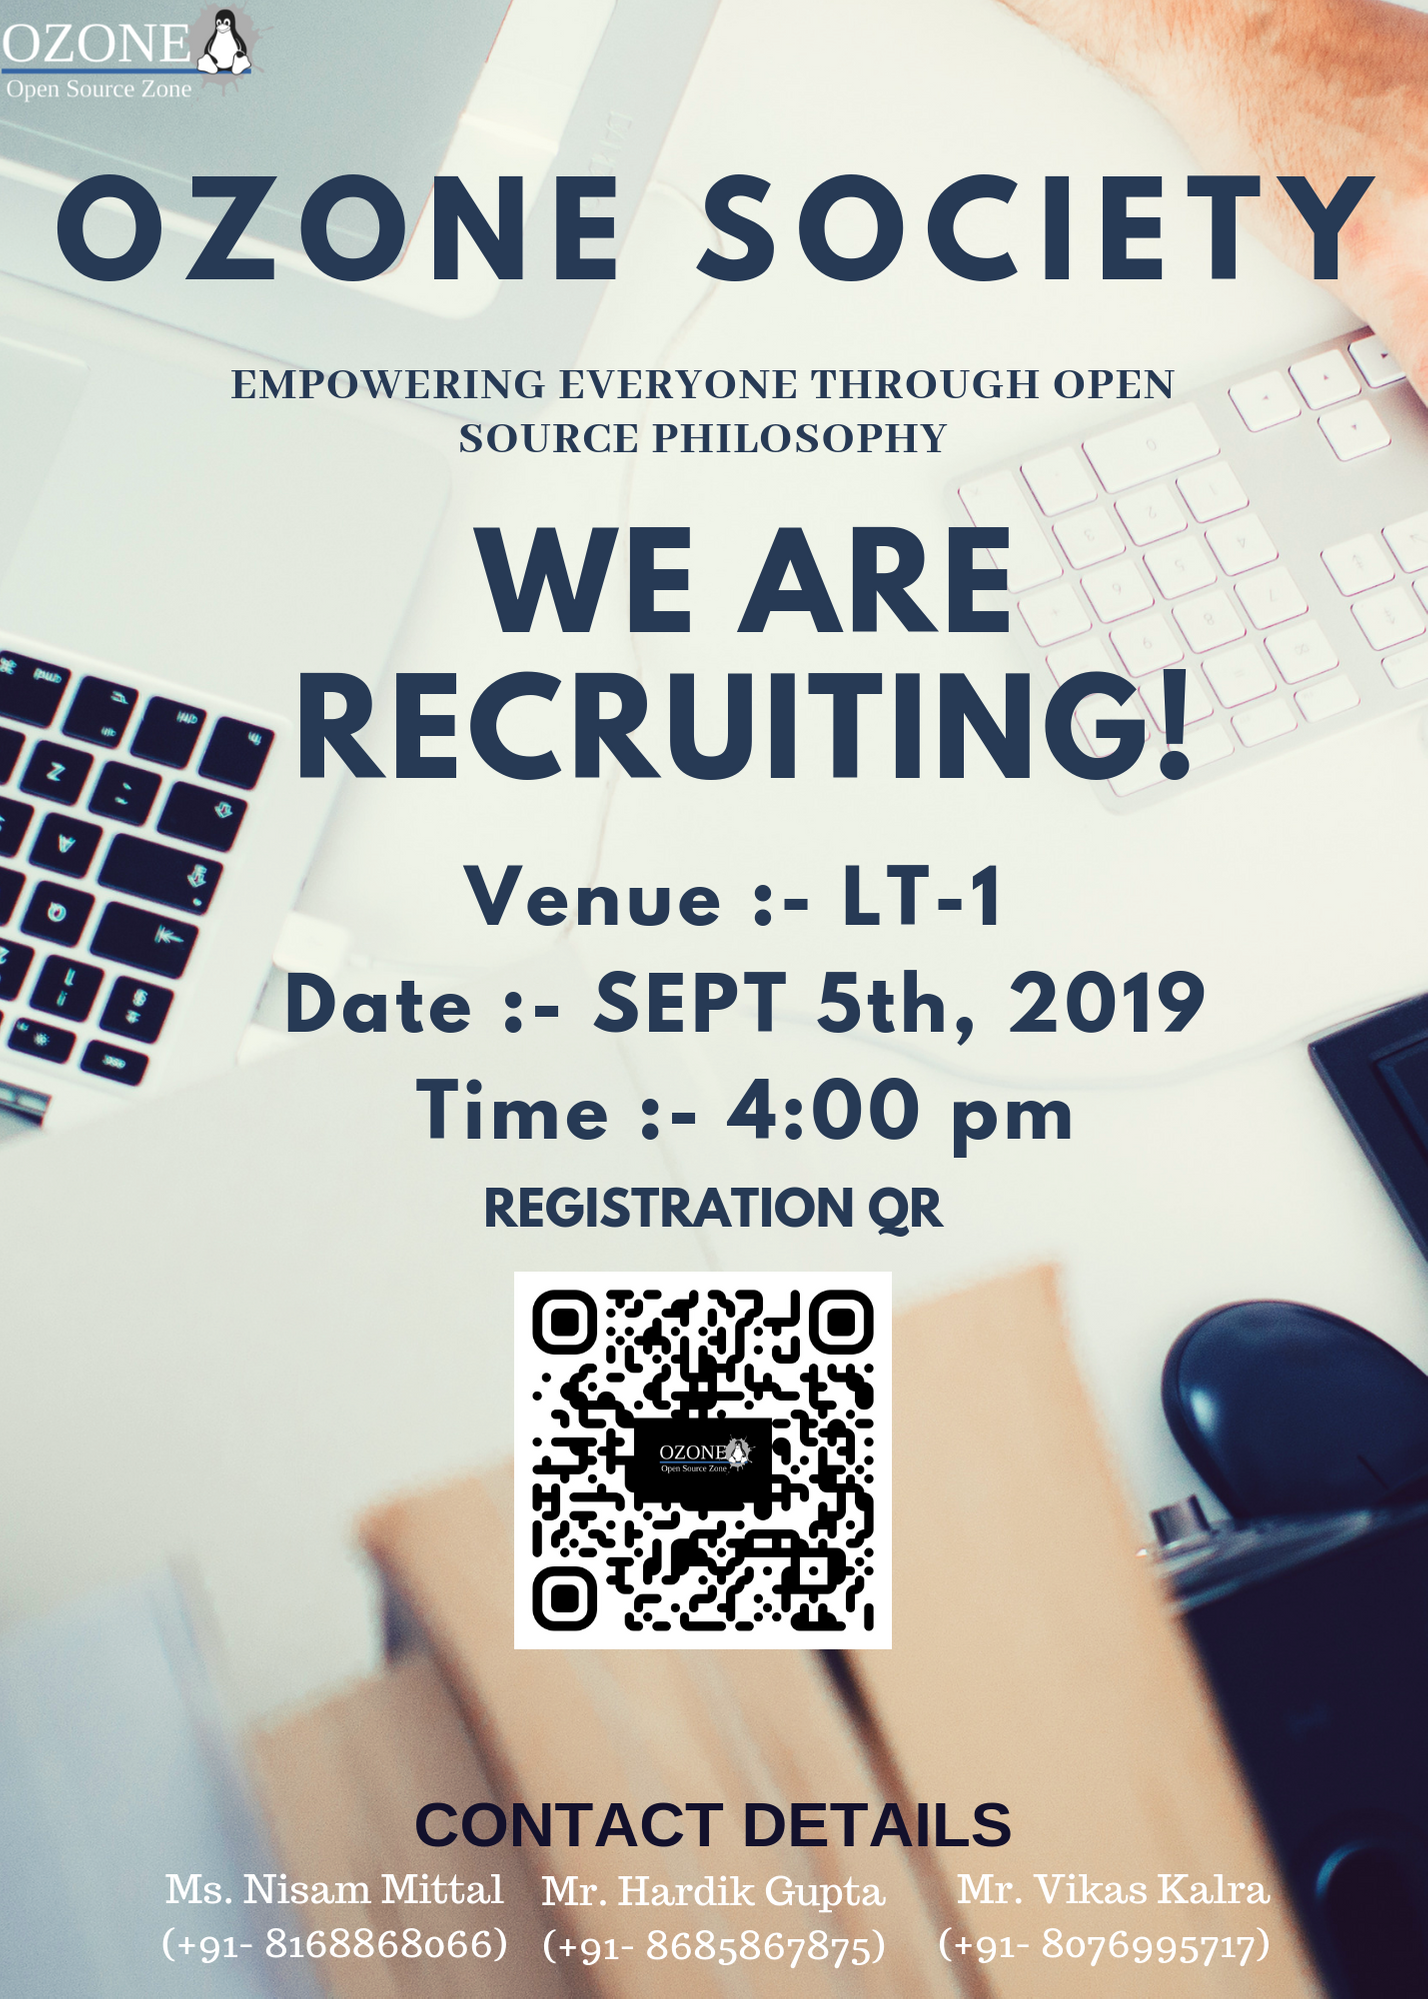 OZONE
Open Source Zone
OZONE SOCIETY
EMPOWERING EVERYONE THROUGH OPEN
SOURCE PHILOSOPHY
WE ARE
RECRUITING!
Venue :- LT-1
Date :- SEPT 5th, 2019
Time :- 4:00 pm
REGISTRATION QR
OZONE
Open Source Zone
CONTACT DETAILS
Ms. Nisam Mittal Mr. Hardik Gupta Mr. Vikas Kalra
(+91- 8168868066) (+91- 8685867875) (+91- 8076995717)